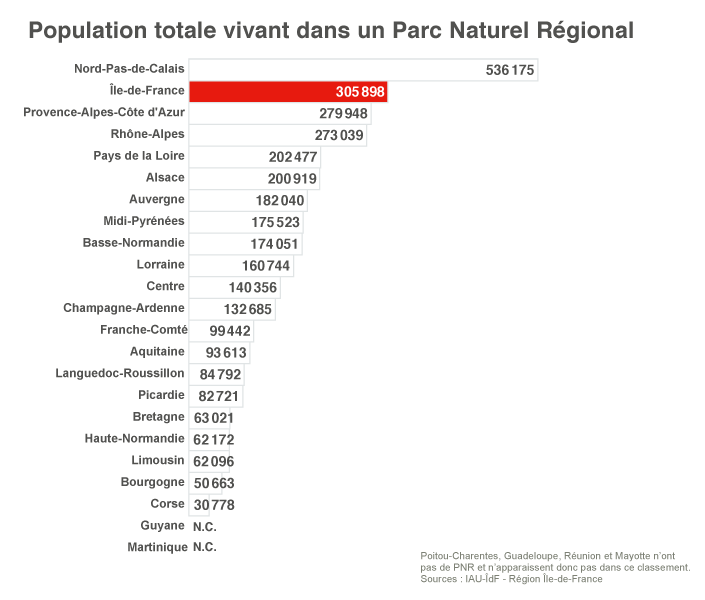 Population totale vivant dans un Parc Naturel Régional
Nord-Pas-de-Calais 536 175
Île-de-France 305 898
Provence-Alpes-Côte d'Azur 279 948
Rhône-Alpes 273 039
Pays de la Loire 202 477
Alsace 200 919
Auvergne 182 040
Midi-Pyrénées 175 523
Basse-Normandie 174 051
Lorraine 160 744
Centre 140 356
Champagne-Ardenne 132 685
Franche-Comté 99 442
Aquitaine 93 613
Languedoc-Roussillon 84 792
Picardie 82 721
Bretagne 63 021
Haute-Normandie 62 172
Limousin 62 096
Bourgogne 50 663
Corse 30 778
Guyane N.C.
Martinique N.C.
Poitou-Charentes, Guadeloupe, Réunion et Mayotte n'ont
pas de PNR et n'apparaissent donc pas dans ce classement.
Sources : IAU-ÎdF - Région Île-de-France